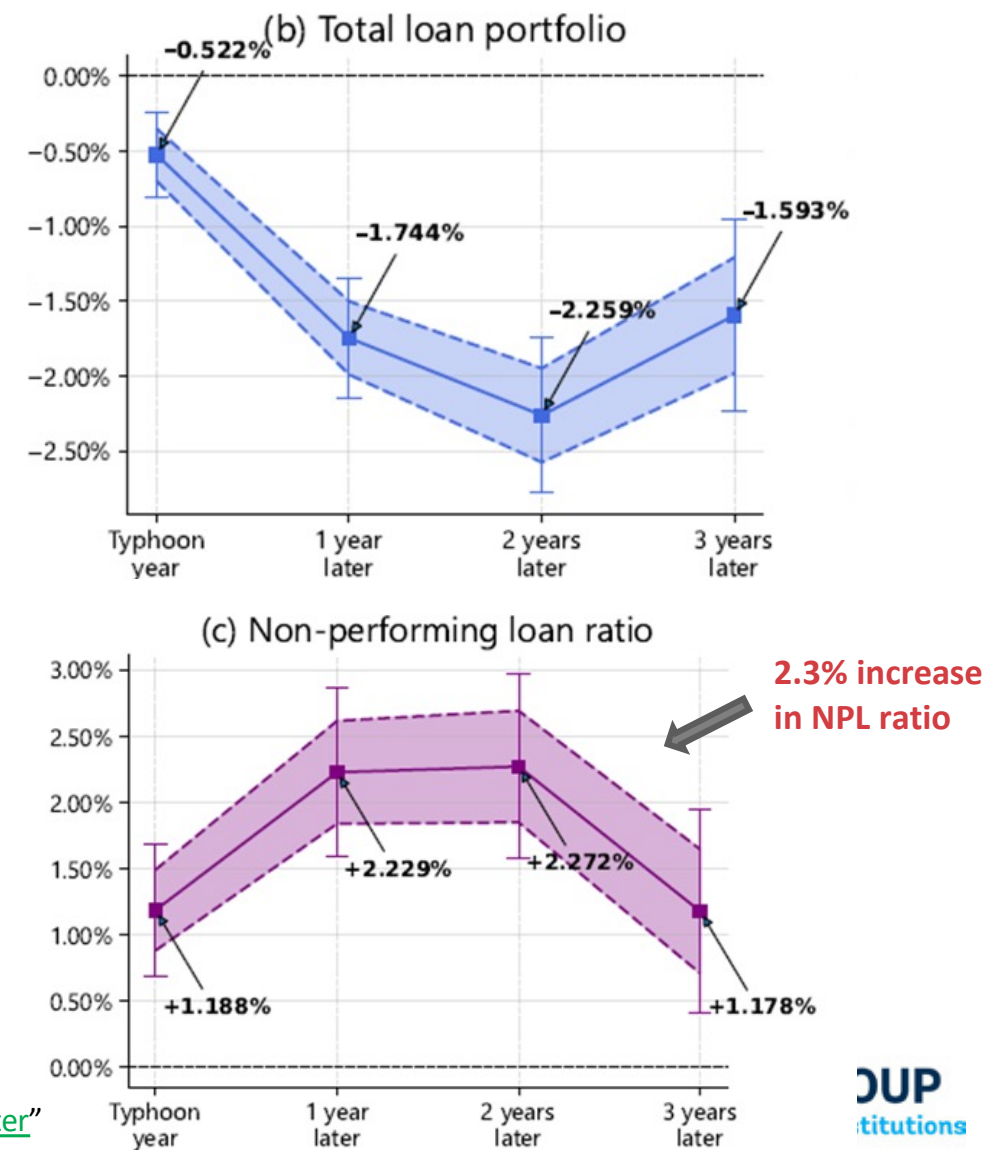 (b) Total loan portfolio
−0.522%
0.00%
−0.50%
−1.593%
−1.00%
−1.744%
−1.50%
−2.259%
−2.00%
−2.50%
Typhoon
year
1 year
later
2 years
later
3 years
later
(c) Non-performing loan ratio
3.00%
2.3% increase
in NPL ratio
2.50%
2.00%
1.50%
+2.229%
+2.272%
1.00%
0.50%
+1.188%
+1.178%
0.00%
Typhoon
year
1 year
later
2 years
later
3 years
later
er”
OUP
titutions